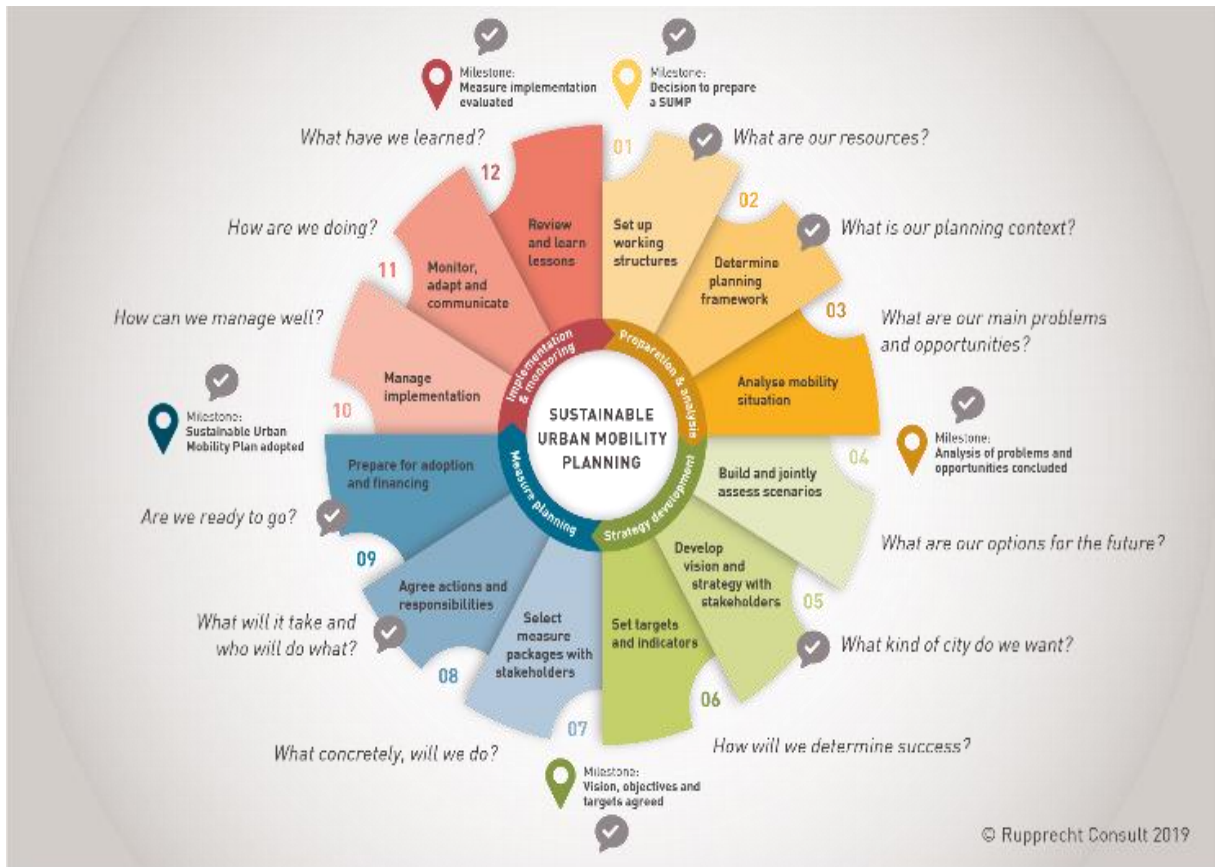 Milestone:
Measure implementation
evaluated
Milestone:
Decision to prepare
a SUMP
What have we learned?
What are our resources?
How are we doing?
What is our planning context?
How can we manage well?
What are our main problems
and opportunities?
Milestone:
Sustainable Urban
Mobility Plan adopted
Milestone:
Analysis of problems and
opportunities concluded
Are we ready to go?
What are our options for the future?
What will it take and
who will do what?
What kind of city do we want?
What concretely, will we do?
How will we determine success?
Milestone:
Vision, objectives and
targets agreed
01
Set up
working
structures
02
Determine
planning
framework
03
Analyse mobility
situation
04
Build and jointly
assess scenarios
05
Develop
vision and
strategy with
stakeholders
06
Set targets
and indicators
07
Select
measure
packages with
stakeholders
08
Agree actions and
responsibilities
09
Prepare for adoption
and financing
10
Manage
implementation
11
Monitor,
adapt and
communicate
12
Review
and learn
lessons
Preparation & analysis
Strategy development
Measure planning
Implementation
& monitoring
SUSTAINABLE
URBAN MOBILITY
PLANNING
© Rupprecht Consult 2019